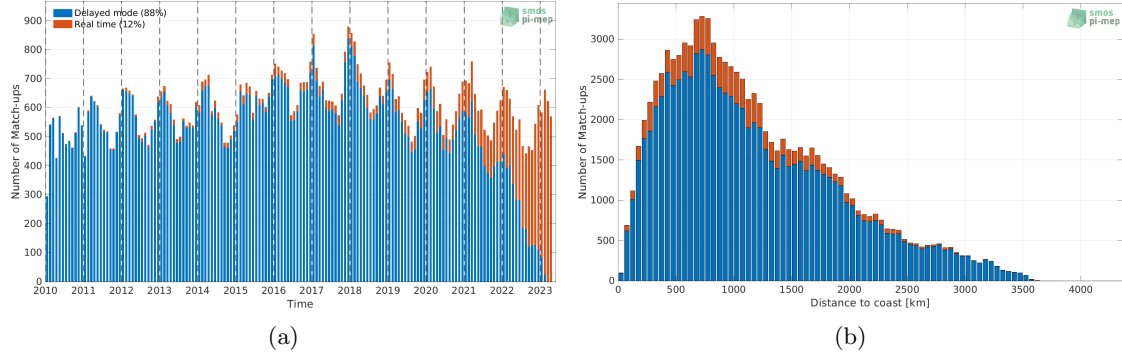 Delayed mode (88%)
Real time (12%)
smos
pi-mep
900
800
700
600
500
400
300
200
100
0
Number of Match-ups
2010 2011 2012 2013 2014 2015 2016 2017 2018 2019 2020 2021 2022 2023
Time
(a)
smos
pi-mep
3000
2500
2000
1500
1000
500
0
Number of Match-ups
0 500 1000 1500 2000 2500 3000 3500 4000
Distance to coast [km]
(b)